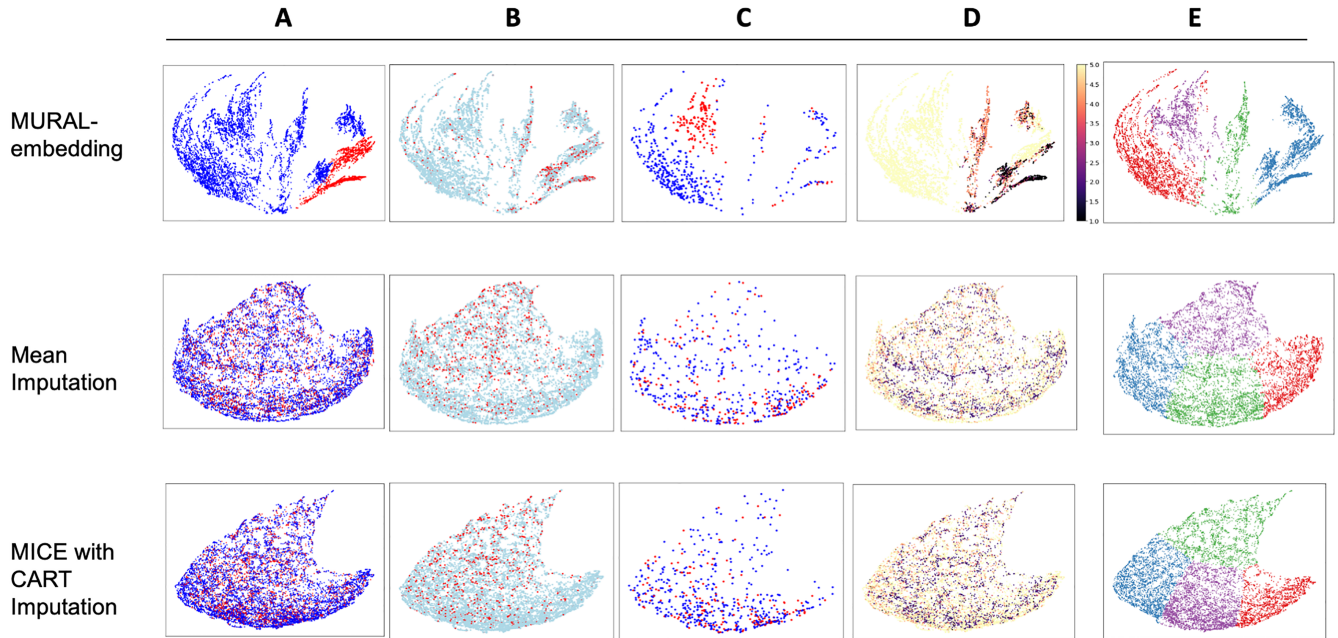 A B C D E
MURAL-
embedding
5.0
4.5
4.0
3.5
3.0
2.5
2.0
1.5
1.0
Mean
Imputation
MICE with
CART
Imputation